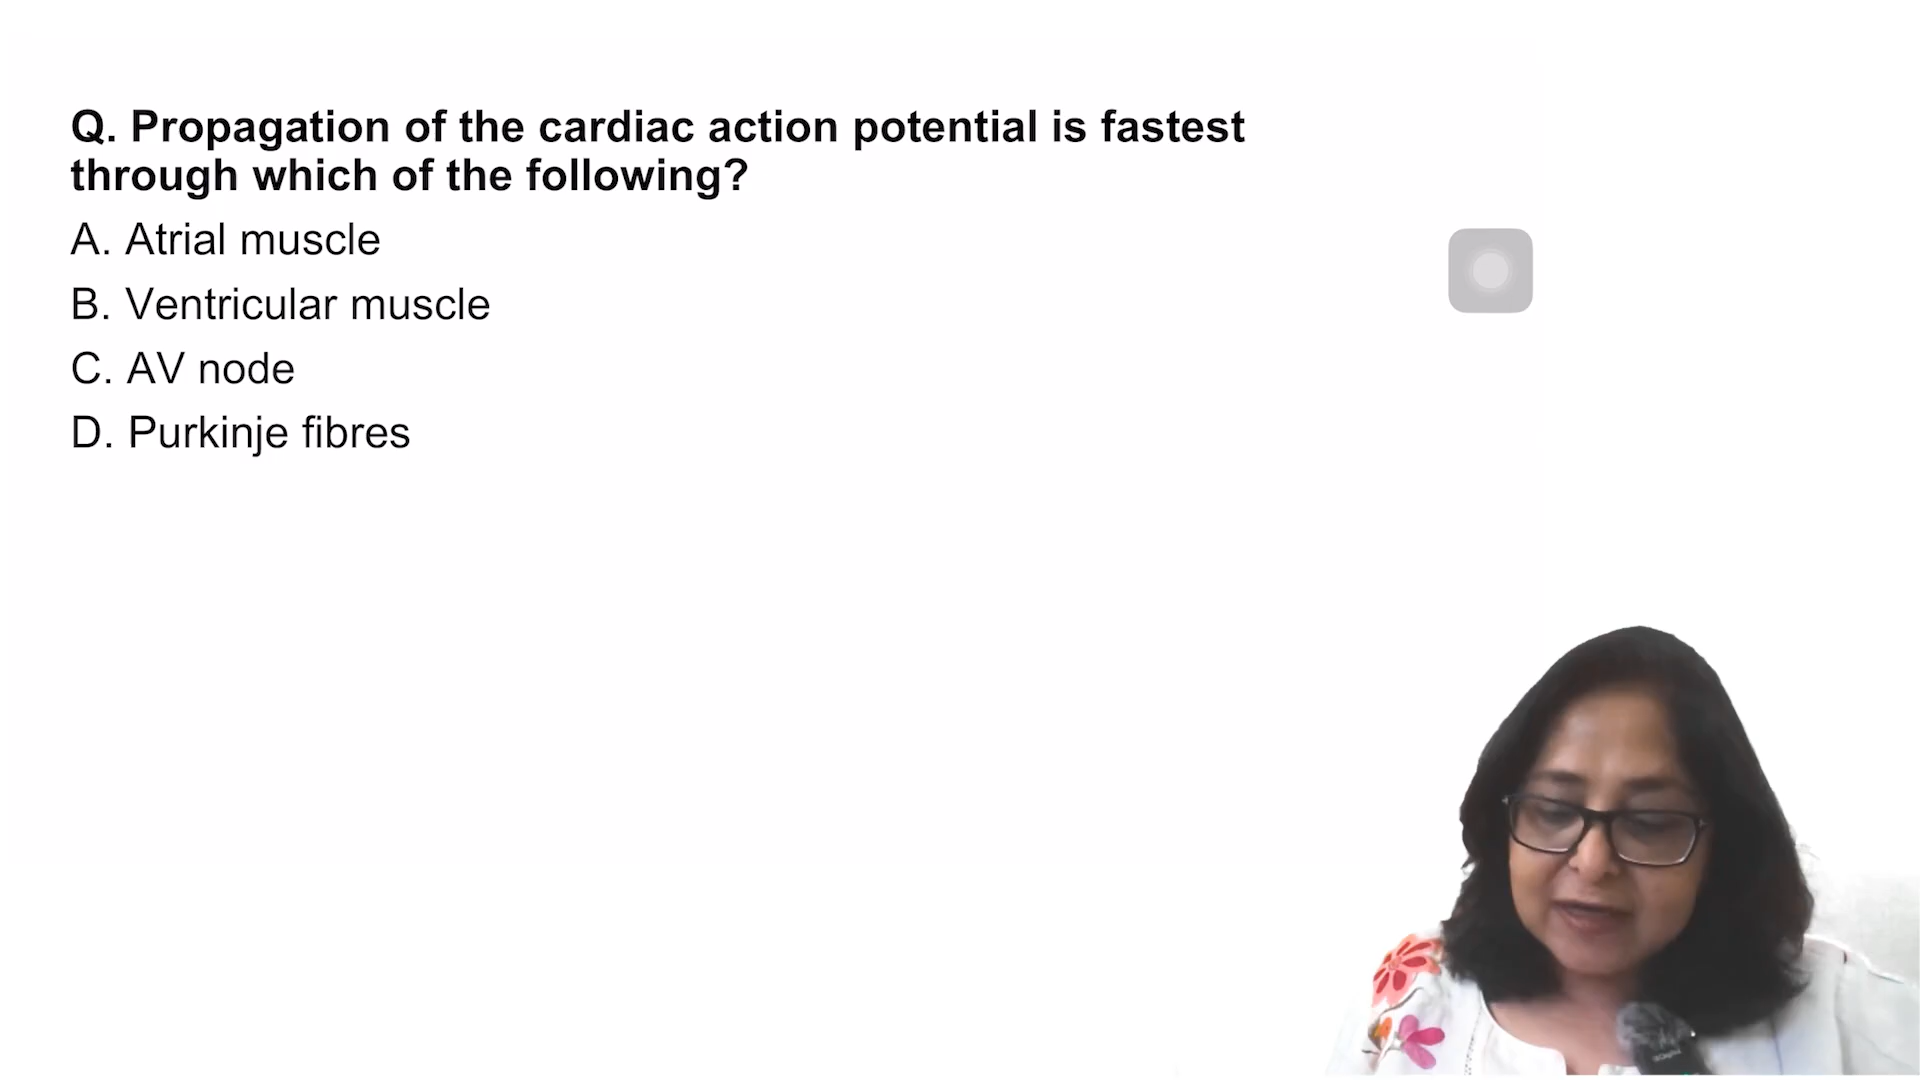 Q. Propagation of the cardiac action potential is fastest
through which of the following?
A. Atrial muscle
B. Ventricular muscle
C. AV node
D. Purkinje fibres